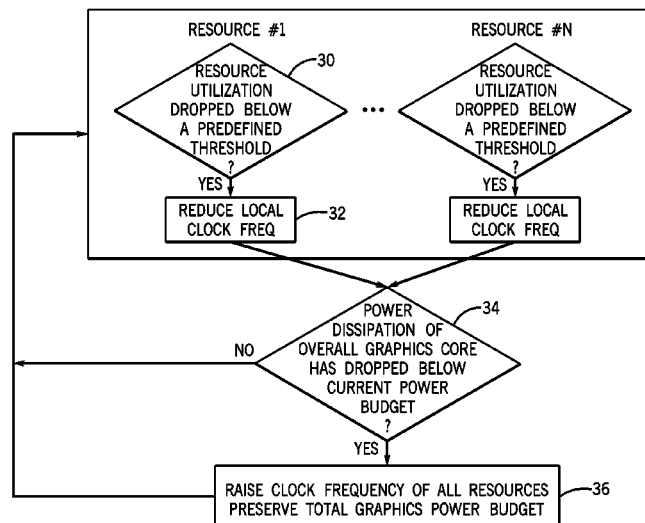 RESOURCE #1
RESOURCE #N
30
RESOURCE
UTILIZATION
DROPPED BELOW
A PREDEFINED
THRESHOLD
?
•••
RESOURCE
UTILIZATION
DROPPED BELOW
A PREDEFINED
THRESHOLD
?
YES
YES
REDUCE LOCAL
CLOCK FREQ
32
REDUCE LOCAL
CLOCK FREQ
POWER
DISSIPATION OF
OVERALL GRAPHICS CORE
HAS DROPPED BELOW
CURRENT POWER
BUDGET
?
34
NO
YES
RAISE CLOCK FREQUENCY OF ALL RESOURCES
PRESERVE TOTAL GRAPHICS POWER BUDGET
36